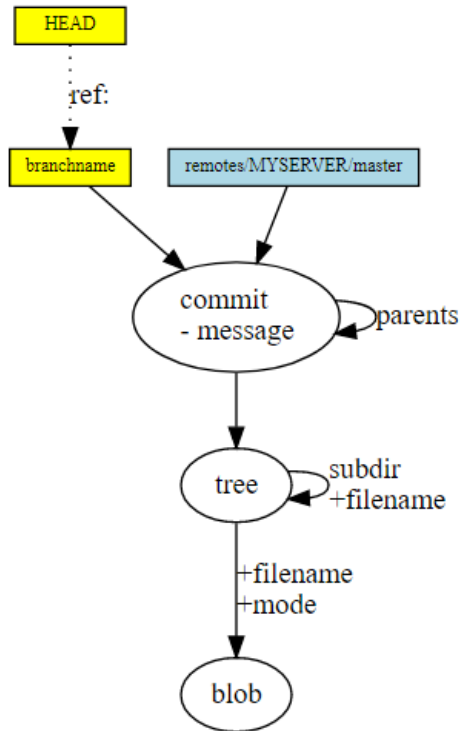 HEAD
ref:
branchname
remotes/MYSERVER/master
commit
- message
parents
tree
subdir
+filename
+filename
+mode
blob